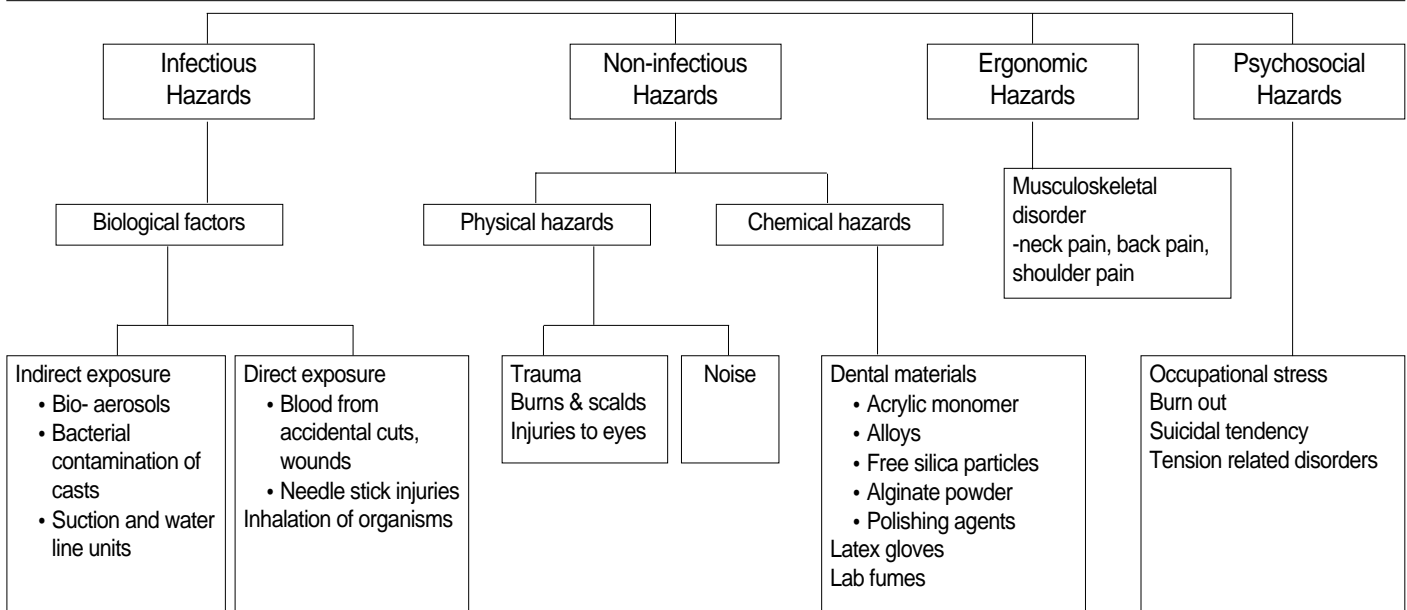 Infectious
Hazards
Non-infectious
Hazards
Ergonomic
Hazards
Psychosocial
Hazards
Biological factors
Physical hazards
Chemical hazards
Musculoskeletal
disorder
-neck pain, back pain,
shoulder pain
Indirect exposure
• Bio- aerosols
• Bacterial
contamination of
casts
• Suction and water
line units
Direct exposure
• Blood from
accidental cuts,
wounds
• Needle stick injuries
Inhalation of organisms
Trauma
Burns & scalds
Injuries to eyes
Noise
Dental materials
• Acrylic monomer
• Alloys
• Free silica particles
• Alginate powder
• Polishing agents
Latex gloves
Lab fumes
Occupational stress
Burn out
Suicidal tendency
Tension related disorders